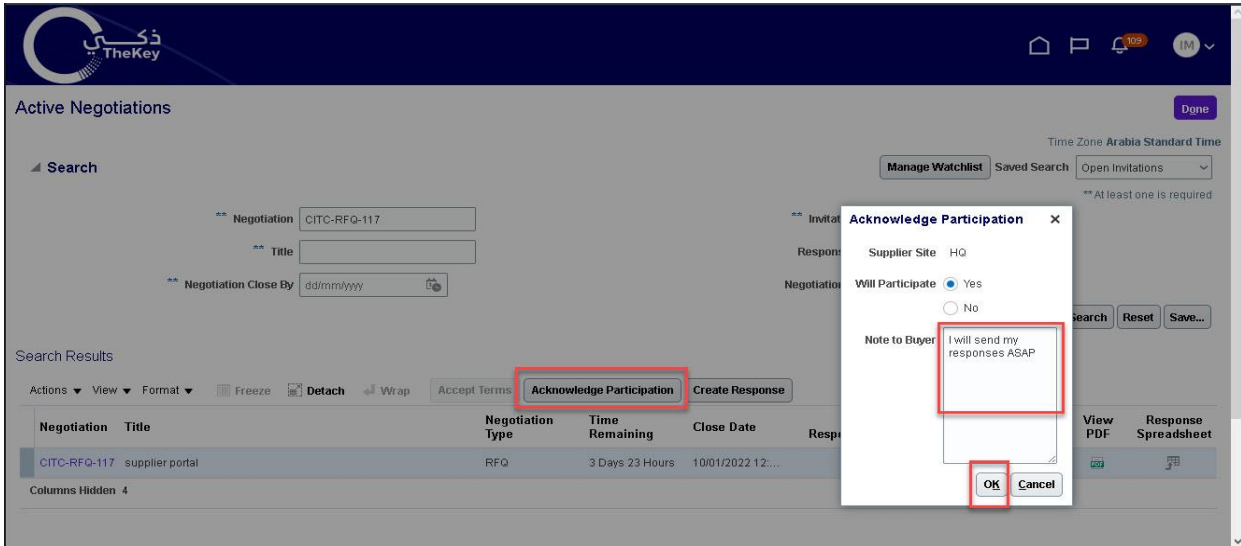 ذكي
TheKey
109
IM
Active Negotiations
Done
Time Zone Arabia Standard Time
Search
Manage Watchlist
Saved Search
Open Invitations
**At least one is required
** Negotiation
CITC-RFQ-117
** Title
** Negotiation Close By
dd/mm/yyyy
** Invitat
Respons
Negotiation
Acknowledge Participation
Supplier Site HQ
Will Participate Yes
No
Note to Buyer
I will send my
responses ASAP
OK
Cancel
Search
Reset
Save...
Search Results
Actions View Format Freeze Detach Wrap Accept Terms Acknowledge Participation Create Response
Negotiation Title Negotiation Type Time Remaining Close Date Respo View PDF Response Spreadsheet
CITC-RFQ-117 supplier portal RFQ 3 Days 23 Hours 10/01/2022 12:...
Columns Hidden 4